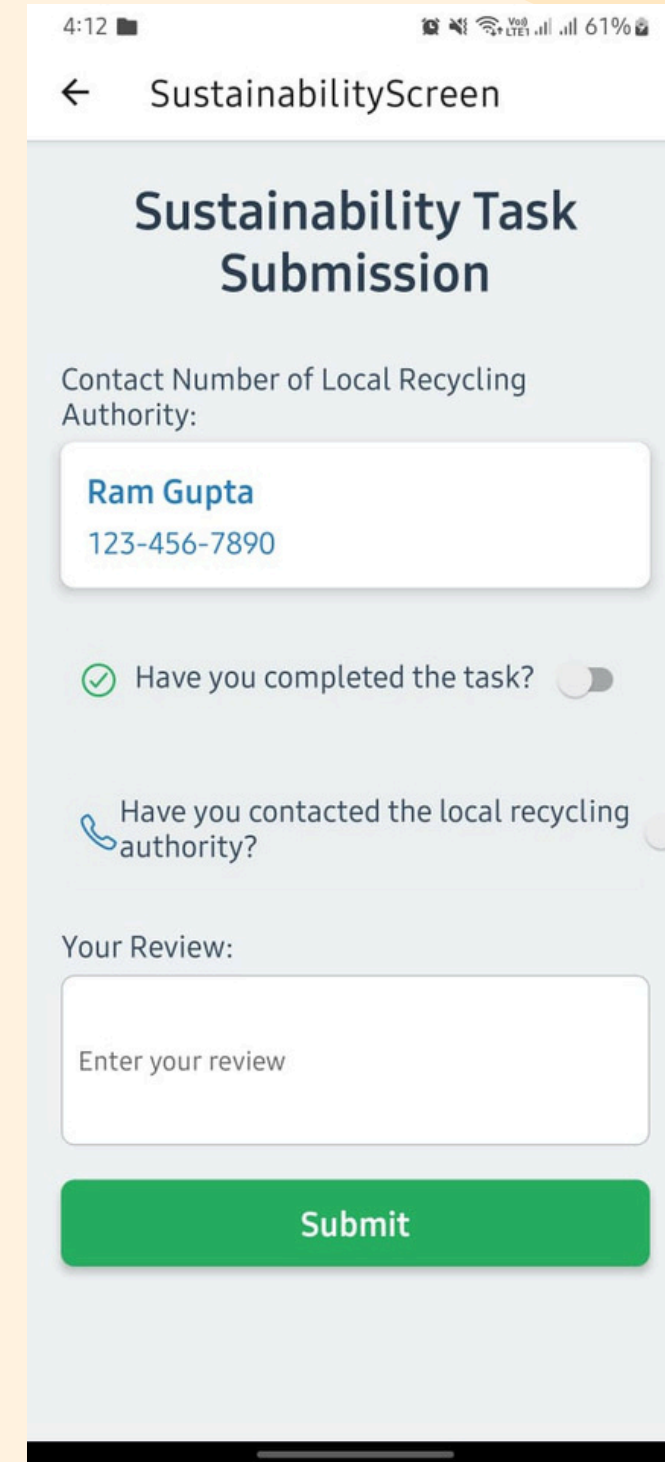 4:12 61%
SustainabilityScreen
Sustainability Task
Submission
Contact Number of Local Recycling
Authority:
Ram Gupta
123-456-7890
Have you completed the task?
Have you contacted the local recycling
authority?
Your Review:
Enter your review
Submit